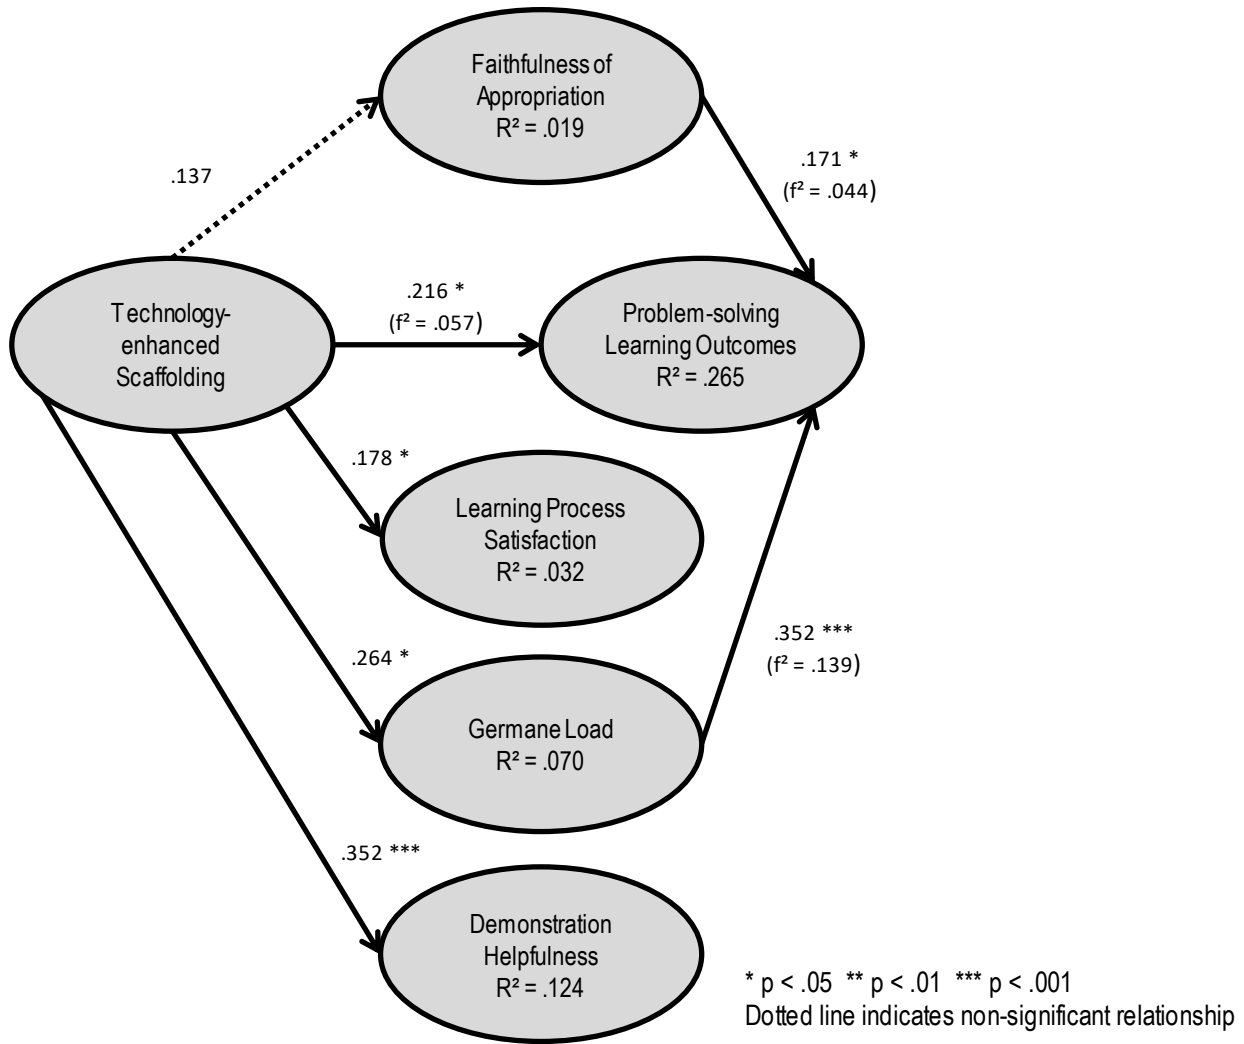 Faithfulness of
Appropriation
R² = .019
.137
.171 *
(f² = .044)
Technology-
enhanced
Scaffolding
.216 *
(f² = .057)
Problem-solving
Learning Outcomes
R² = .265
.178 *
Learning Process
Satisfaction
R² = .032
.264 *
.352 ***
(f² = .139)
Germane Load
R² = .070
.352 ***
Demonstration
Helpfulness
R² = .124
* p < .05 ** p < .01 *** p < .001
Dotted line indicates non-significant relationship